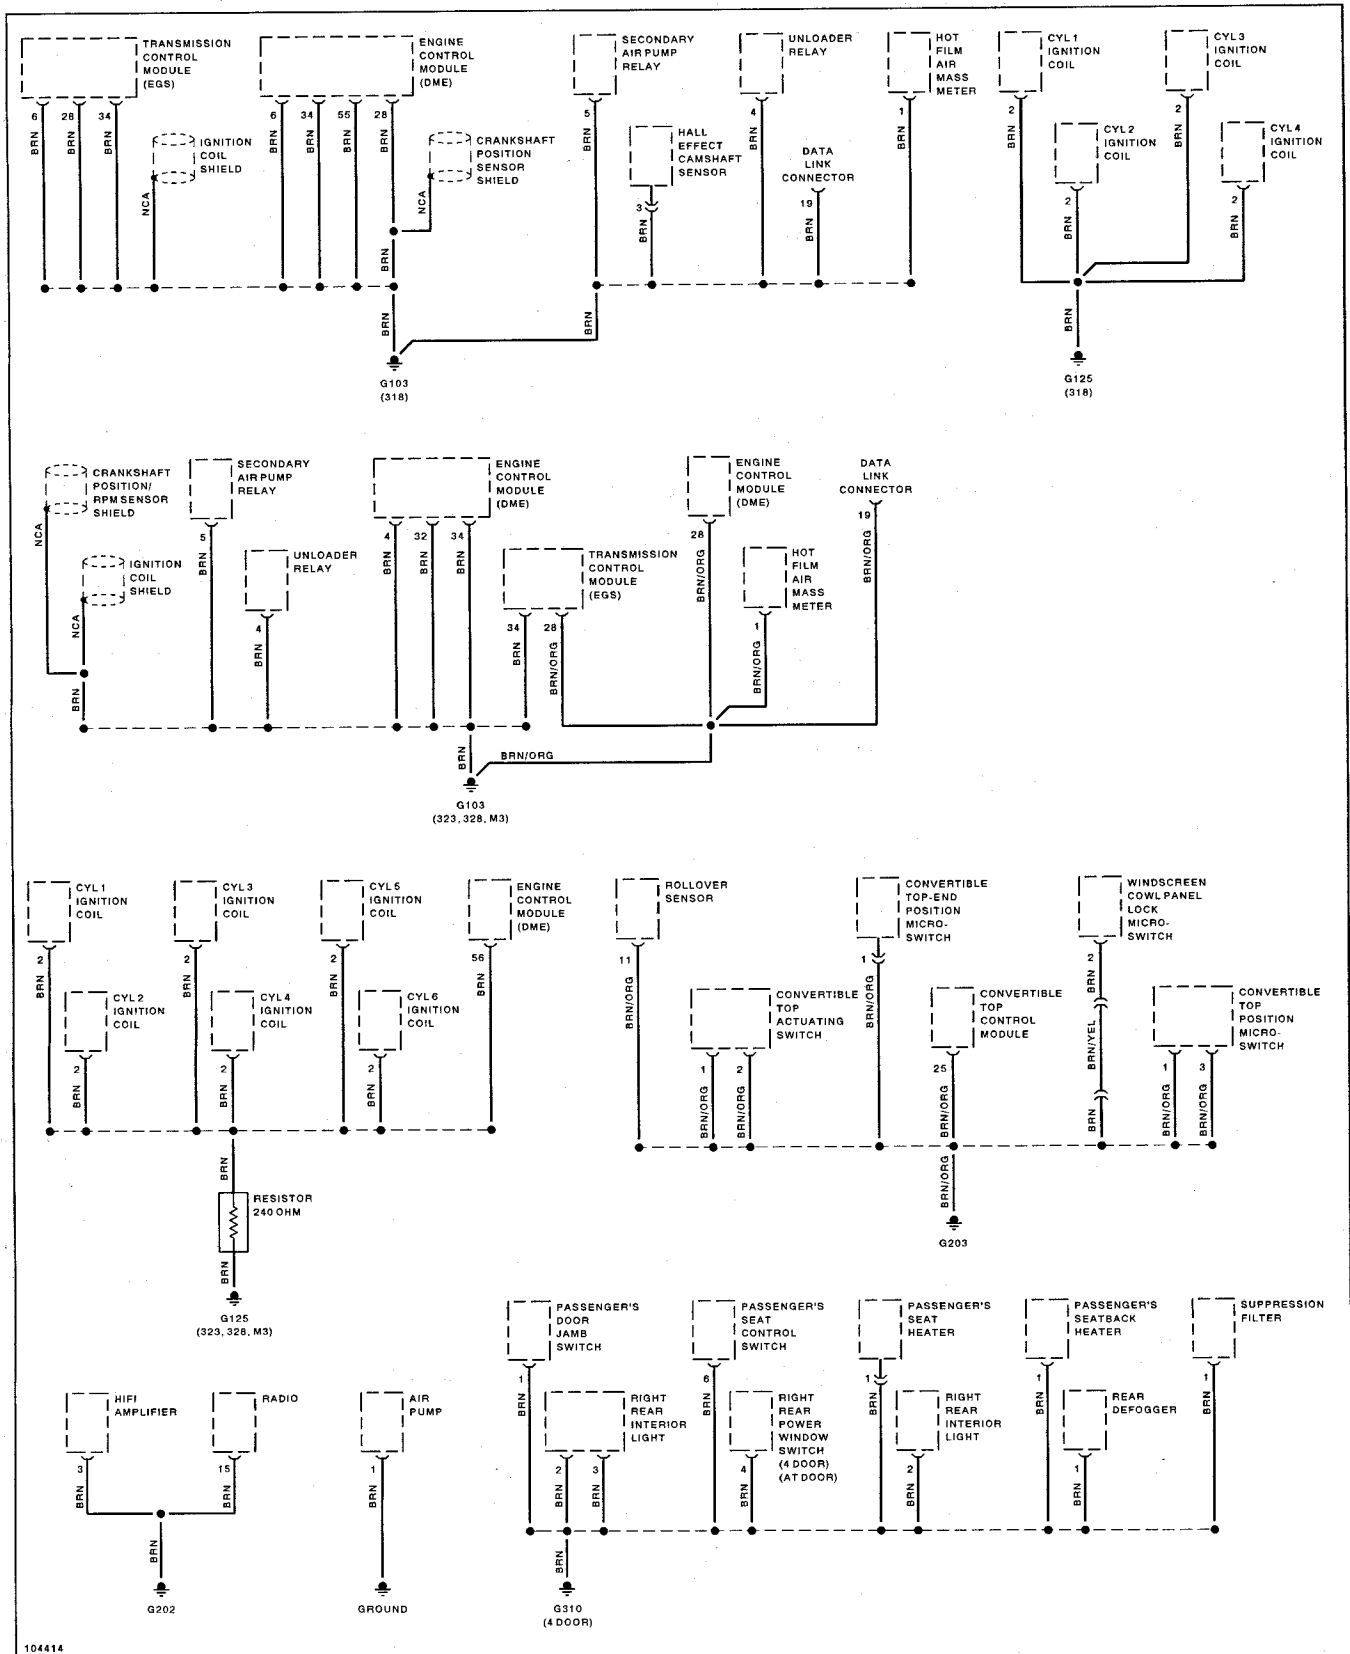 TRANSMISSION
CONTROL
MODULE
(EGS)
6
BRN
28
BRN
34
BRN
IGNITION
COIL
SHIELD
NCA
ENGINE
CONTROL
MODULE
(DME)
6
BRN
34
BRN
55
BRN
28
BRN
CRANKSHAFT
POSITION
SENSOR
SHIELD
NCA
BRN
BRN
G103
(318)
SECONDARY
AIR PUMP
RELAY
5
BRN
BRN
HALL
EFFECT
CAMSHAFT
SENSOR
3
BRN
UNLOADER
RELAY
4
BRN
DATA
LINK
CONNECTOR
19
BRN
HOT
FILM
AIR
MASS
METER
1
BRN
CYL 1
IGNITION
COIL
2
BRN
CYL 2
IGNITION
COIL
2
BRN
CYL 3
IGNITION
COIL
2
BRN
CYL 4
IGNITION
COIL
2
BRN
BRN
G125
(318)
CRANKSHAFT
POSITION/
RPM SENSOR
SHIELD
NCA
IGNITION
COIL
SHIELD
NCA
BRN
SECONDARY
AIR PUMP
RELAY
5
BRN
UNLOADER
RELAY
4
BRN
ENGINE
CONTROL
MODULE
(DME)
4
BRN
32
BRN
34
BRN
TRANSMISSION
CONTROL
MODULE
(EGS)
34
BRN
28
BRN/ORG
ENGINE
CONTROL
MODULE
(DME)
28
BRN/ORG
HOT
FILM
AIR
MASS
METER
1
BRN/ORG
DATA
LINK
CONNECTOR
19
BRN/ORG
BRN
BRN/ORG
G103
(323, 328, M3)
CYL 1
IGNITION
COIL
2
BRN
CYL 2
IGNITION
COIL
2
BRN
CYL 3
IGNITION
COIL
2
BRN
CYL 4
IGNITION
COIL
2
BRN
CYL 5
IGNITION
COIL
2
BRN
CYL 6
IGNITION
COIL
2
BRN
ENGINE
CONTROL
MODULE
(DME)
56
BRN
BRN
RESISTOR
240 OHM
BRN
G125
(323, 328, M3)
ROLLOVER
SENSOR
11
BRN/ORG
CONVERTIBLE
TOP
ACTUATING
SWITCH
1
BRN/ORG
2
BRN/ORG
CONVERTIBLE
TOP-END
POSITION
MICRO-
SWITCH
1
BRN/ORG
CONVERTIBLE
TOP
CONTROL
MODULE
25
BRN/ORG
BRN/ORG
G203
WINDSCREEN
COWL PANEL
LOCK
MICRO-
SWITCH
2
BRN
BRN/YEL
BRN
CONVERTIBLE
TOP
POSITION
MICRO-
SWITCH
1
BRN/ORG
3
BRN/ORG
HIFI
AMPLIFIER
3
BRN
RADIO
15
BRN
BRN
G202
AIR
PUMP
1
BRN
GROUND
PASSENGER'S
DOOR
JAMB
SWITCH
1
BRN
RIGHT
REAR
INTERIOR
LIGHT
2
BRN
3
BRN
BRN
G310
(4 DOOR)
PASSENGER'S
SEAT
CONTROL
SWITCH
6
BRN
RIGHT
REAR
POWER
WINDOW
SWITCH
(4 DOOR)
(AT DOOR)
4
BRN
PASSENGER'S
SEAT
HEATER
1
BRN
RIGHT
REAR
INTERIOR
LIGHT
2
BRN
PASSENGER'S
SEATBACK
HEATER
1
BRN
REAR
DEFOGGER
1
BRN
SUPPRESSION
FILTER
1
BRN
104414